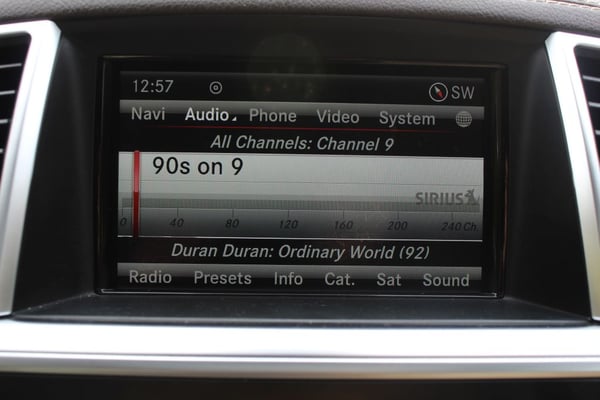 12:57 SW
Navi Audio Phone Video System
All Channels: Channel 9
90s on 9
SIRIUS
0 40 80 120 160 200 240 Ch.
Duran Duran: Ordinary World (92)
Radio Presets Info Cat. Sat Sound